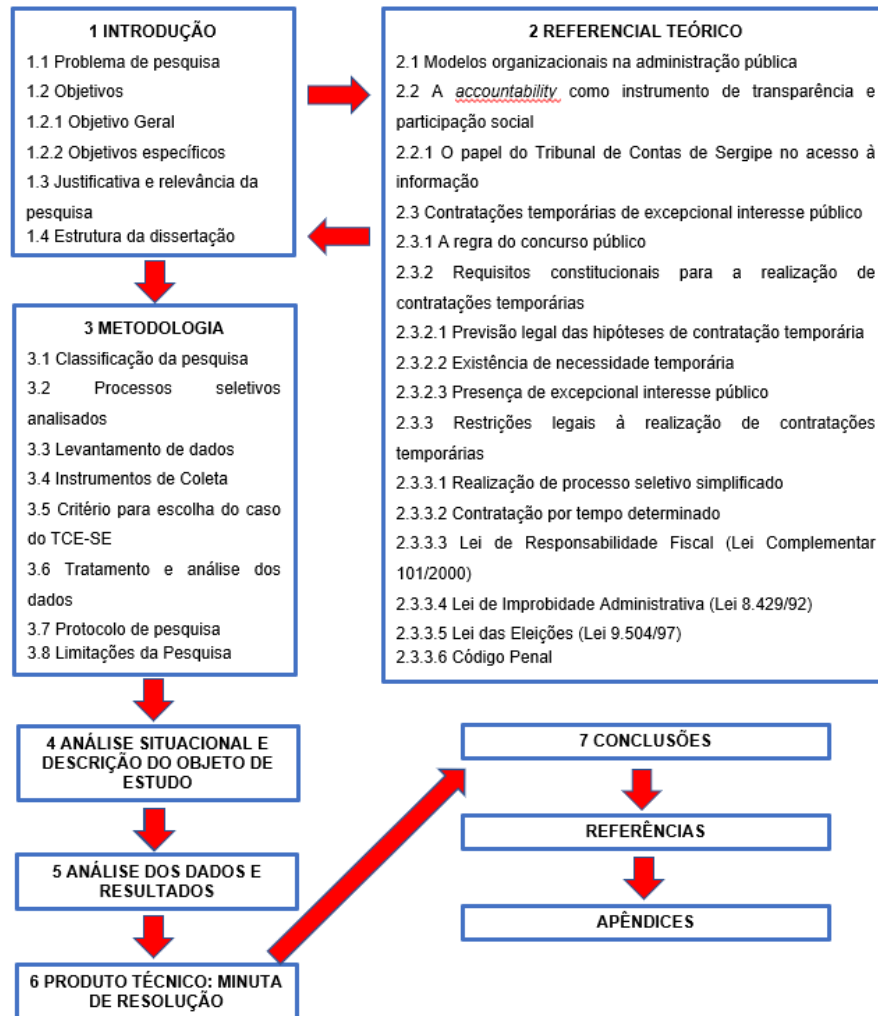 1 INTRODUÇÃO
1.1 Problema de pesquisa
1.2 Objetivos
1.2.1 Objetivo Geral
1.2.2 Objetivos específicos
1.3 Justificativa e relevância da
pesquisa
1.4 Estrutura da dissertação
2 REFERENCIAL TEÓRICO
2.1 Modelos organizacionais na administração pública
2.2 A accountability como instrumento de transparência e
participação social
2.2.1 O papel do Tribunal de Contas de Sergipe no acesso à
informação
2.3 Contratações temporárias de excepcional interesse público
2.3.1 A regra do concurso público
2.3.2 Requisitos constitucionais para a realização de
contratações temporárias
2.3.2.1 Previsão legal das hipóteses de contratação temporária
2.3.2.2 Existência de necessidade temporária
2.3.2.3 Presença de excepcional interesse público
2.3.3 Restrições legais à realização de contratações
temporárias
2.3.3.1 Realização de processo seletivo simplificado
2.3.3.2 Contratação por tempo determinado
2.3.3.3 Lei de Responsabilidade Fiscal (Lei Complementar
101/2000)
2.3.3.4 Lei de Improbidade Administrativa (Lei 8.429/92)
2.3.3.5 Lei das Eleições (Lei 9.504/97)
2.3.3.6 Código Penal
3 METODOLOGIA
3.1 Classificação da pesquisa
3.2 Processos seletivos
analisados
3.3 Levantamento de dados
3.4 Instrumentos de Coleta
3.5 Critério para escolha do caso
do TCE-SE
3.6 Tratamento e análise dos
dados
3.7 Protocolo de pesquisa
3.8 Limitações da Pesquisa
4 ANÁLISE SITUACIONAL E
DESCRIÇÃO DO OBJETO DE
ESTUDO
5 ANÁLISE DOS DADOS E
RESULTADOS
6 PRODUTO TÉCNICO: MINUTA
DE RESOLUÇÃO
7 CONCLUSÕES
REFERÊNCIAS
APÊNDICES